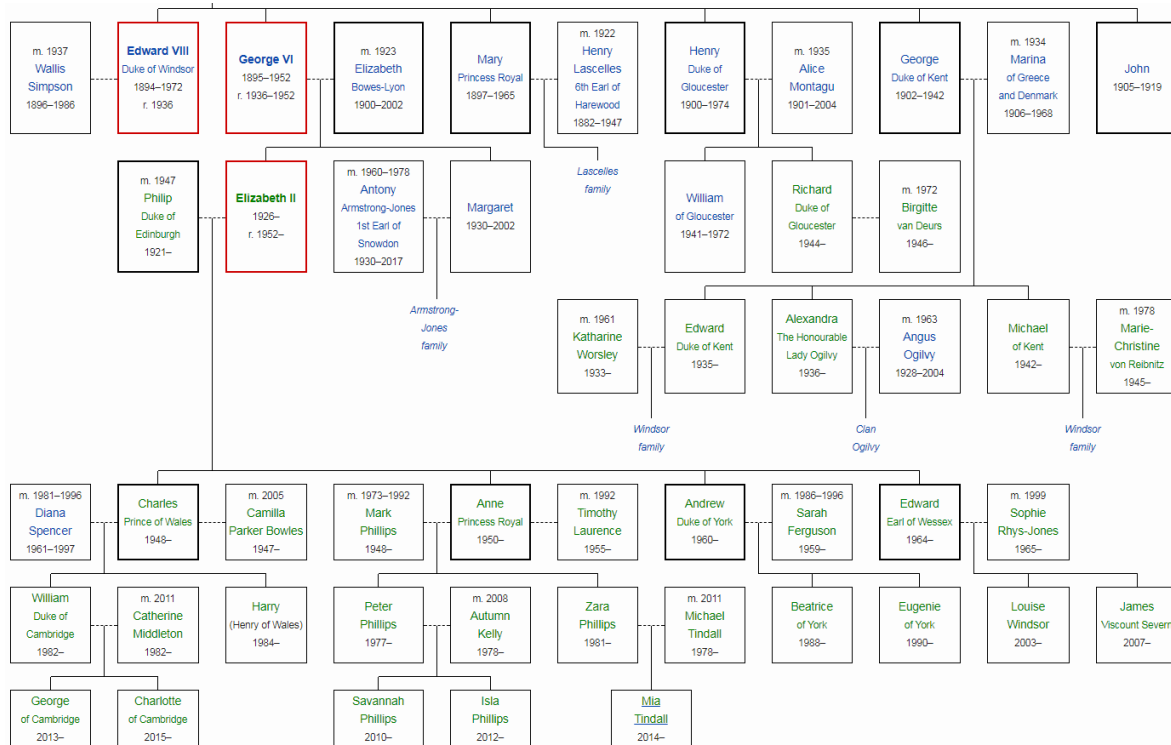 m. 1937
Wallis
Simpson
1896–1986
Edward VIII
Duke of Windsor
1894–1972
r. 1936
George VI
1895–1952
r. 1936–1952
m. 1923
Elizabeth
Bowes-Lyon
1900–2002
Mary
Princess Royal
1897–1965
m. 1922
Henry
Lascelles
6th Earl of
Harewood
1882–1947
Henry
Duke of
Gloucester
1900–1974
m. 1935
Alice
Montagu
1901–2004
George
Duke of Kent
1902–1942
m. 1934
Marina
of Greece
and Denmark
1906–1968
John
1905–1919
m. 1947
Philip
Duke of
Edinburgh
1921–
Elizabeth II
1926–
r. 1952–
m. 1960–1978
Antony
Armstrong-Jones
1st Earl of
Snowdon
1930–2017
Margaret
1930–2002
Lascelles
family
William
of Gloucester
1941–1972
Richard
Duke of
Gloucester
1944–
m. 1972
Birgitte
van Deurs
1946–
Armstrong-
Jones
family
m. 1961
Katharine
Worsley
1933–
Edward
Duke of Kent
1935–
Alexandra
The Honourable
Lady Ogilvy
1936–
m. 1963
Angus
Ogilvy
1928–2004
Michael
of Kent
1942–
m. 1978
Marie-
Christine
von Reibnitz
1945–
Windsor
family
Clan
Ogilvy
Windsor
family
m. 1981–1996
Diana
Spencer
1961–1997
Charles
Prince of Wales
1948–
m. 2005
Camilla
Parker Bowles
1947–
m. 1973–1992
Mark
Phillips
1948–
Anne
Princess Royal
1950–
m. 1992
Timothy
Laurence
1955–
Andrew
Duke of York
1960–
m. 1986–1996
Sarah
Ferguson
1959–
Edward
Earl of Wessex
1964–
m. 1999
Sophie
Rhys-Jones
1965–
William
Duke of
Cambridge
1982–
m. 2011
Catherine
Middleton
1982–
Harry
(Henry of Wales)
1984–
Peter
Phillips
1977–
m. 2008
Autumn
Kelly
1978–
Zara
Phillips
1981–
m. 2011
Michael
Tindall
1978–
Beatrice
of York
1988–
Eugenie
of York
1990–
Louise
Windsor
2003–
James
Viscount Severn
2007–
George
of Cambridge
2013–
Charlotte
of Cambridge
2015–
Savannah
Phillips
2010–
Isla
Phillips
2012–
Mia
Tindall
2014–